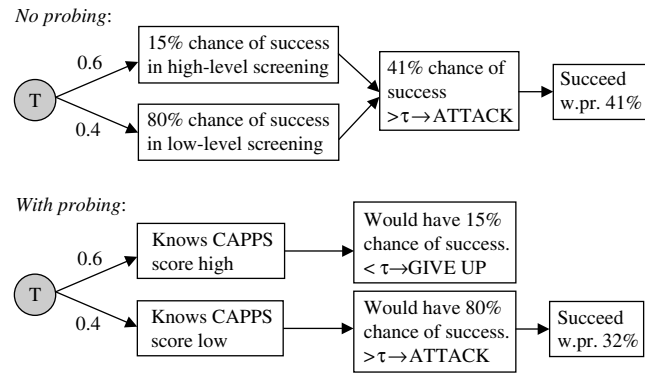 No probing:
0.6
15% chance of success
in high-level screening
T
0.4
80% chance of success
in low-level screening
41% chance of
success
>τ→ATTACK
Succeed
w.pr. 41%
With probing:
0.6
Knows CAPPS
score high
Would have 15%
chance of success.
< τ→GIVE UP
T
0.4
Knows CAPPS
score low
Would have 80%
chance of success.
>τ→ATTACK
Succeed
w.pr. 32%